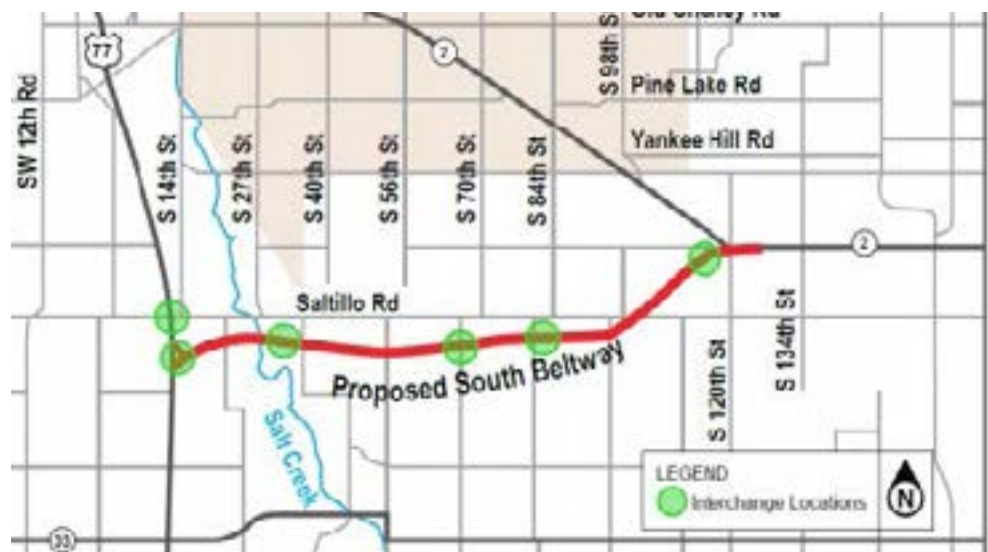 77
2
S 98th St
Pine Lake Rd
Yankee Hill Rd
SW 12th Rd
S 14th St
S 27th St
S 40th St
S 56th St
S 70th St
S 84th St
2
Saltillo Rd
Proposed South Beltway
S 120th St
S 134th St
Salt Creek
LEGEND
Interchange Locations
N
33